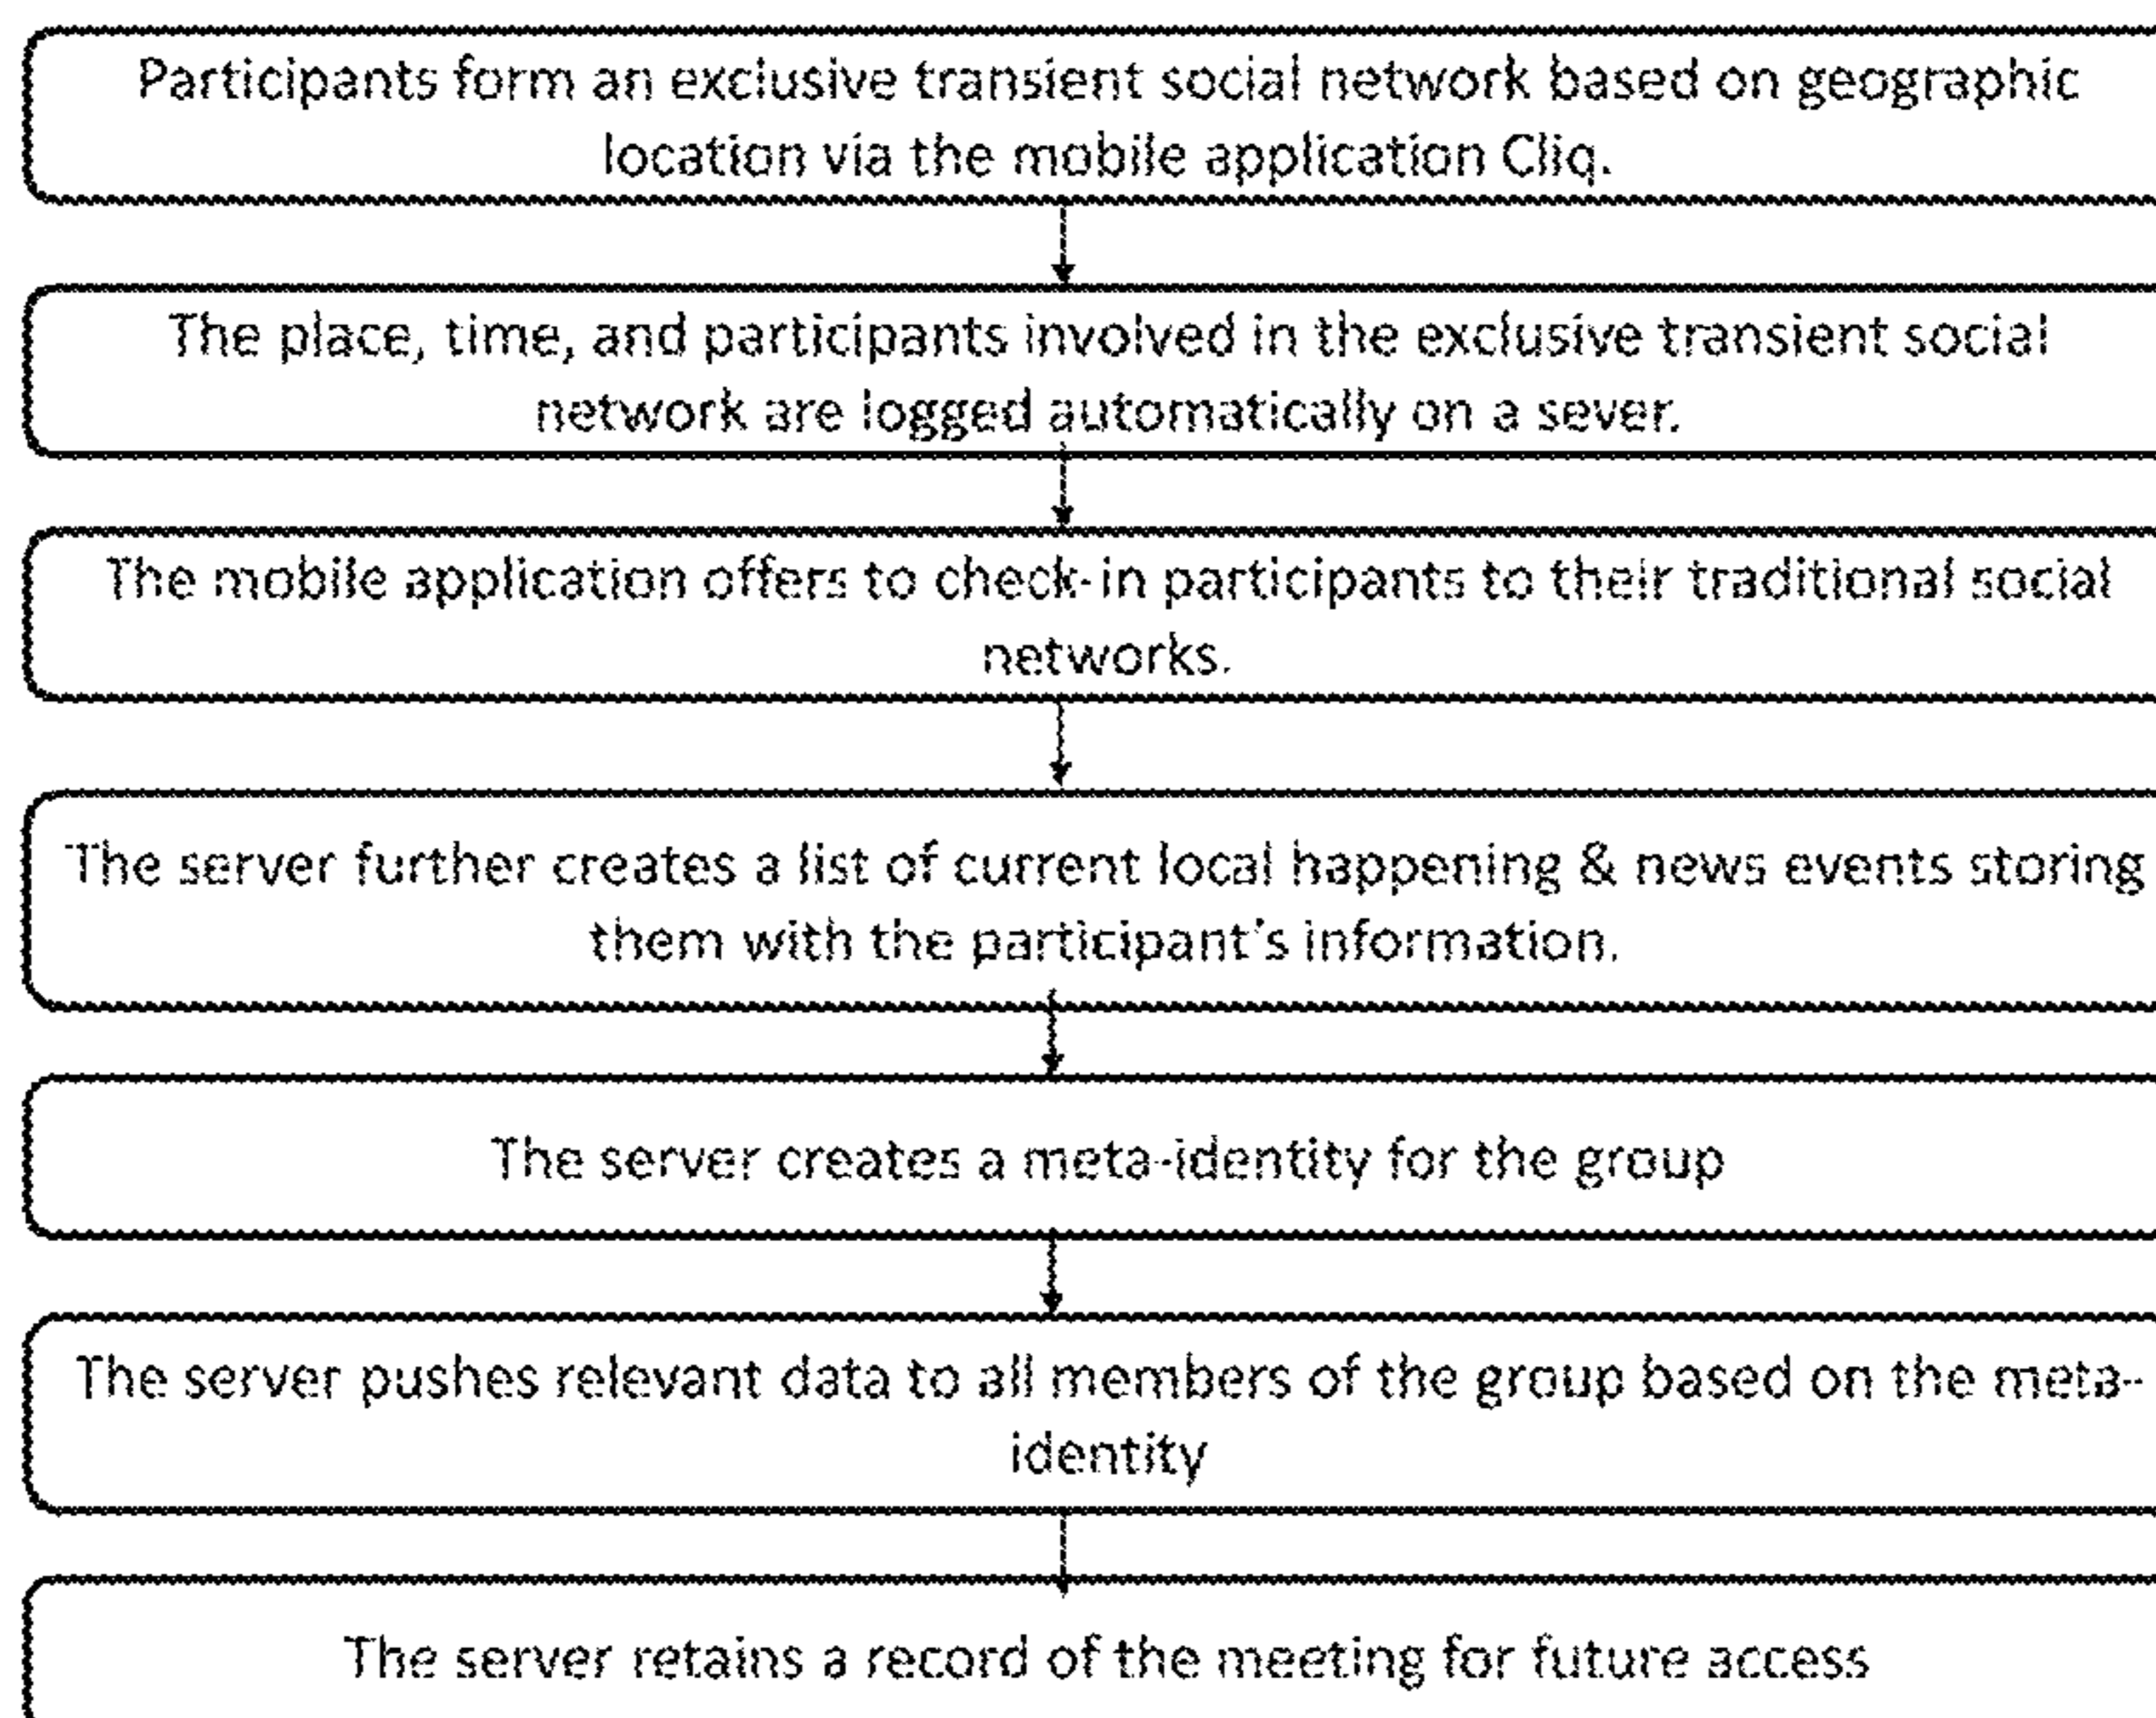 Participants form an exclusive transient social network based on geographic
location via the mobile application Cliq.
The place, time, and participants involved in the exclusive transient social
network are logged automatically on a sever.
The mobile application offers to check-in participants to their traditional social
networks.
The server further creates a list of current local happening & news events storing
them with the participant's information.
The server creates a meta-identity for the group
The server pushes relevant data to all members of the group based on the meta-
identity
The server retains a record of the meeting for future access